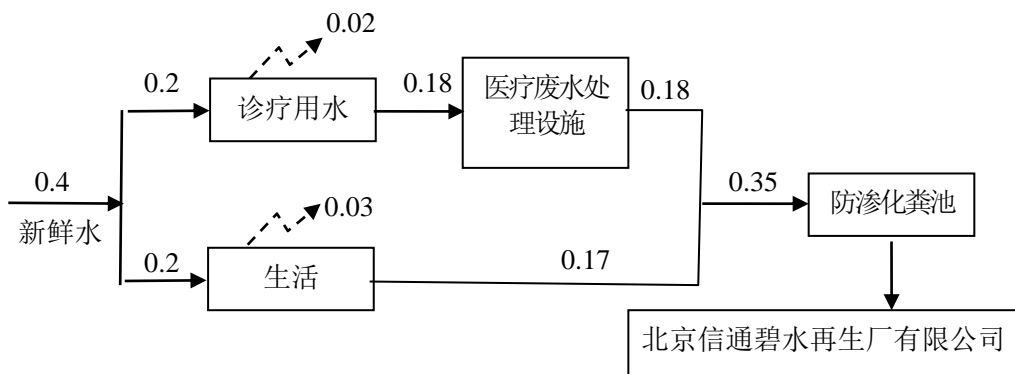 0.02
0.2
诊疗用水
0.18
医疗废水处
理设施
0.18
0.4
新鲜水
0.35
防渗化粪池
0.03
0.2
生活
0.17
北京信通碧水再生厂有限公司